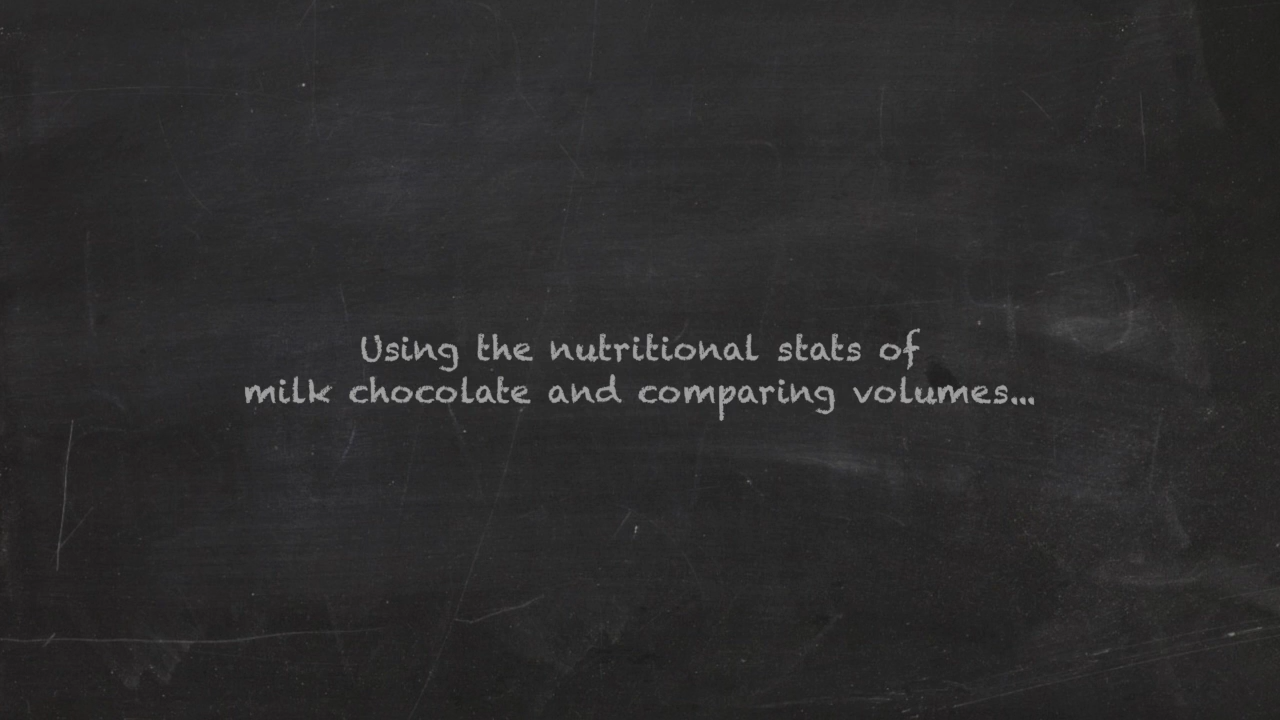 Using the nutritional stats of
milk chocolate and comparing volumes...